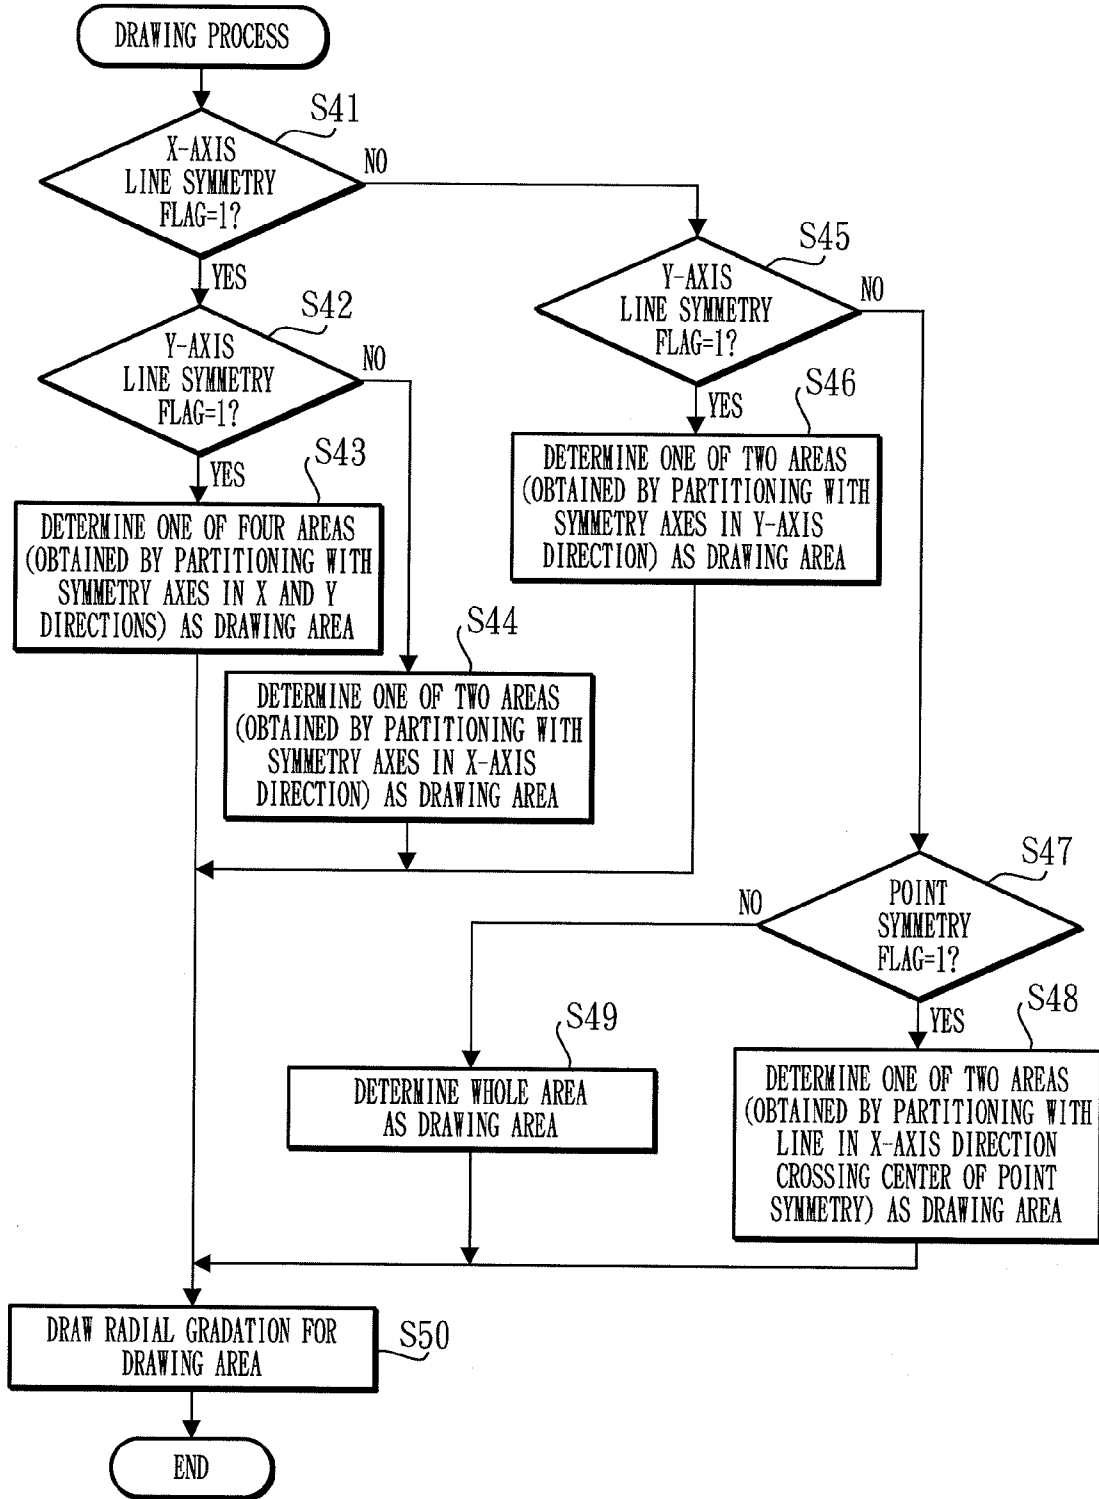 DRAWING PROCESS
S41
X-AXIS
LINE SYMMETRY
FLAG=1?
NO
YES
S42
Y-AXIS
LINE SYMMETRY
FLAG=1?
NO
YES
S43
DETERMINE ONE OF FOUR AREAS
(OBTAINED BY PARTITIONING WITH
SYMMETRY AXES IN X AND Y
DIRECTIONS) AS DRAWING AREA
S44
DETERMINE ONE OF TWO AREAS
(OBTAINED BY PARTITIONING WITH
SYMMETRY AXES IN X-AXIS
DIRECTION) AS DRAWING AREA
S45
Y-AXIS
LINE SYMMETRY
FLAG=1?
NO
YES
S46
DETERMINE ONE OF TWO AREAS
(OBTAINED BY PARTITIONING WITH
SYMMETRY AXES IN Y-AXIS
DIRECTION) AS DRAWING AREA
S47
POINT
SYMMETRY
FLAG=1?
NO
YES
S48
DETERMINE ONE OF TWO AREAS
(OBTAINED BY PARTITIONING WITH
LINE IN X-AXIS DIRECTION
CROSSING CENTER OF POINT
SYMMETRY) AS DRAWING AREA
S49
DETERMINE WHOLE AREA
AS DRAWING AREA
DRAW RADIAL GRADATION FOR
DRAWING AREA
S50
END